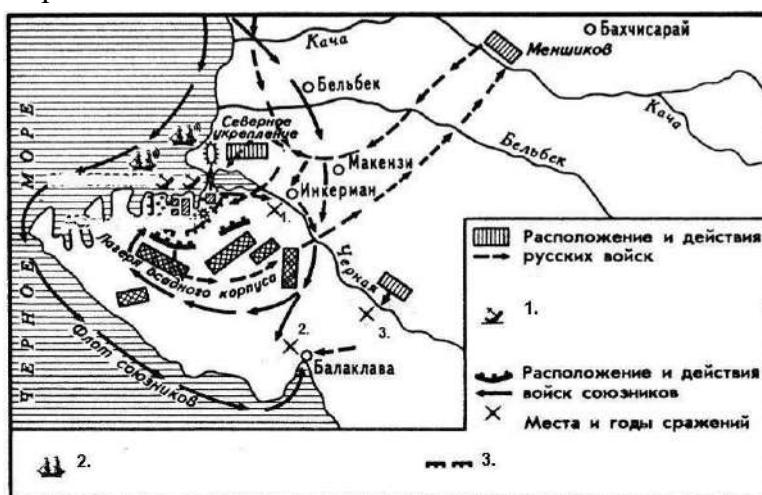 Кача
Бахчисарай
Меншиков
Бельбек
Северное
укрепление
Кача
Бельбек
Макензи
Инкерман
1.
Лагеря осадного корпуса
Черная
3.
2.
Балаклава
ЧЕРНОЕ МОРЕ
Флот союзников
Расположение и действия
русских войск
1.
Расположение и действия
войск союзников
Места и годы сражений
2.
3.